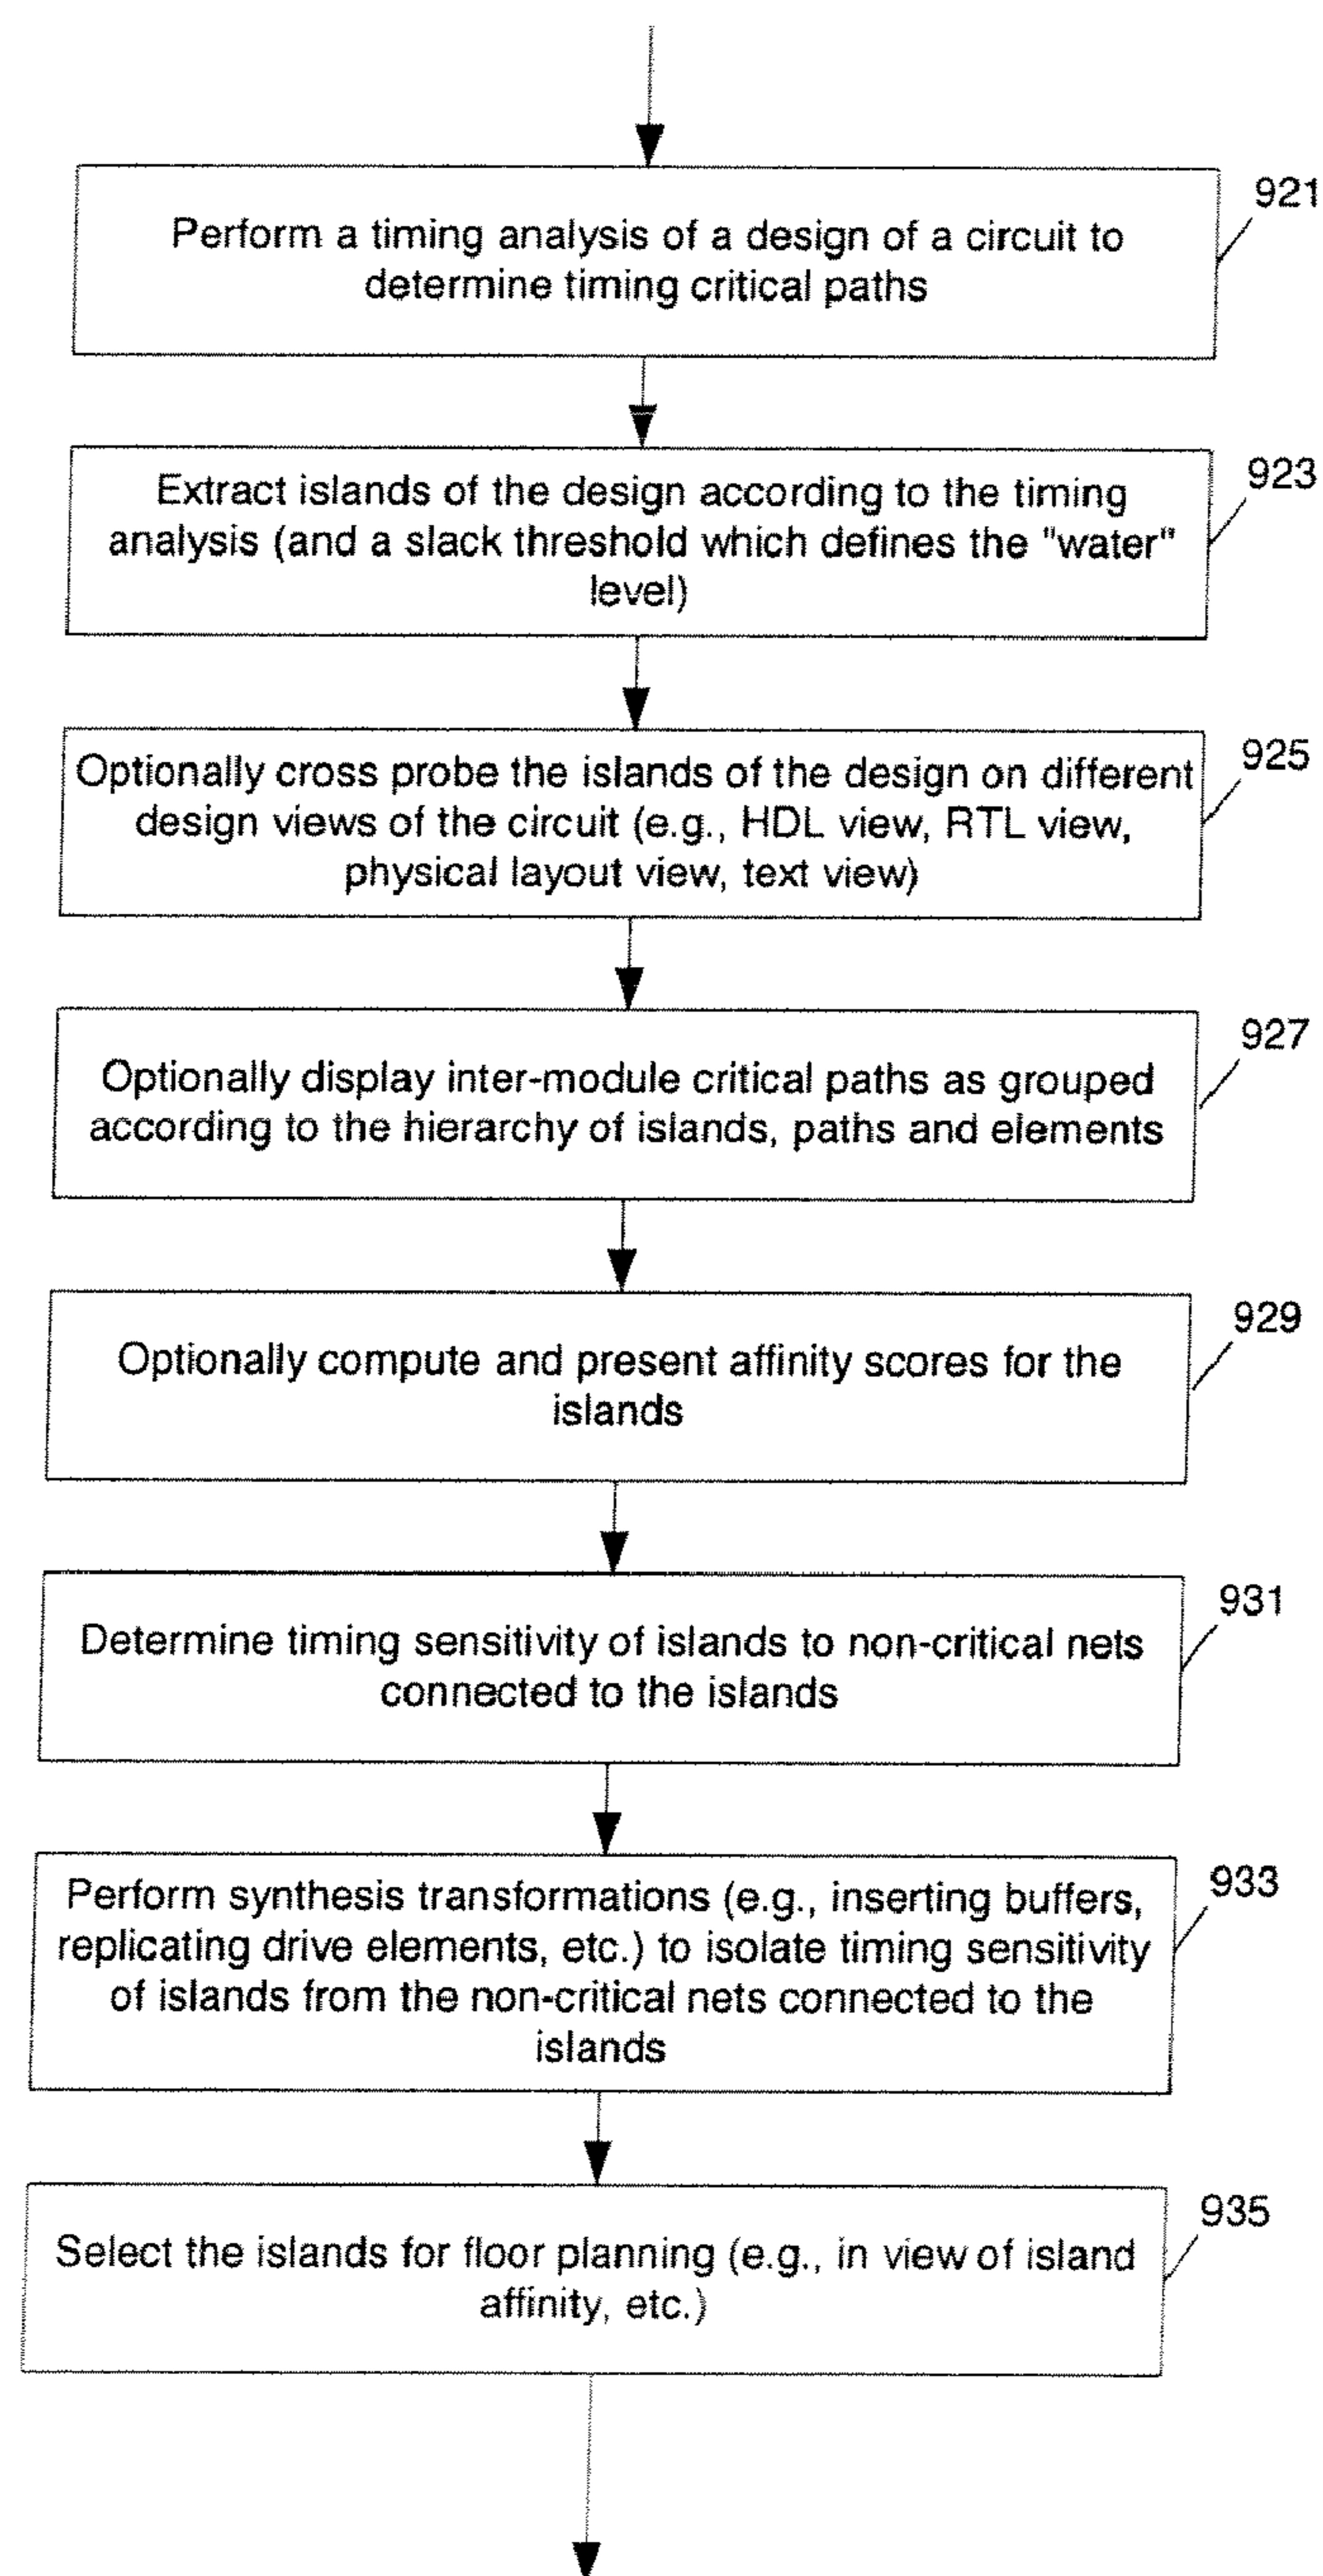 921
Perform a timing analysis of a design of a circuit to
determine timing critical paths
923
Extract islands of the design according to the timing
analysis (and a slack threshold which defines the "water"
level)
925
Optionally cross probe the islands of the design on different
design views of the circuit (e.g., HDL view, RTL view,
physical layout view, text view)
927
Optionally display inter-module critical paths as grouped
according to the hierarchy of islands, paths and elements
929
Optionally compute and present affinity scores for the
islands
931
Determine timing sensitivity of islands to non-critical nets
connected to the islands
933
Perform synthesis transformations (e.g., inserting buffers,
replicating drive elements, etc.) to isolate timing sensitivity
of islands from the non-critical nets connected to the
islands
935
Select the islands for floor planning (e.g., in view of island
affinity, etc.)